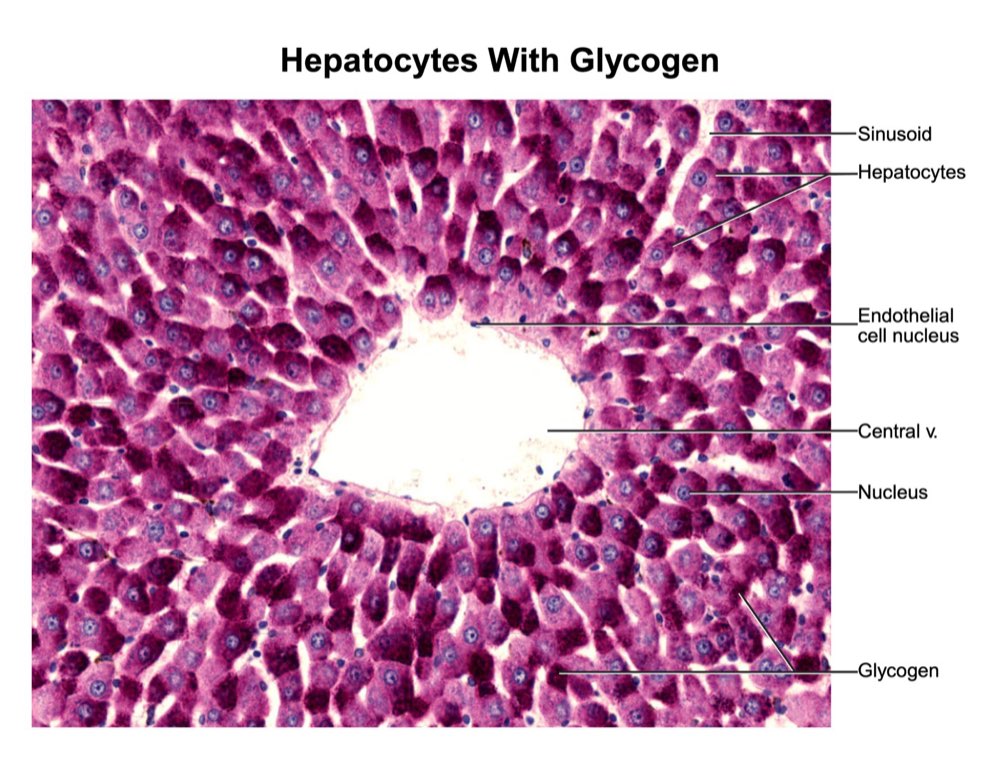 Hepatocytes With Glycogen
Sinusoid
Hepatocytes
Endothelial
cell nucleus
Central v.
Nucleus
Glycogen